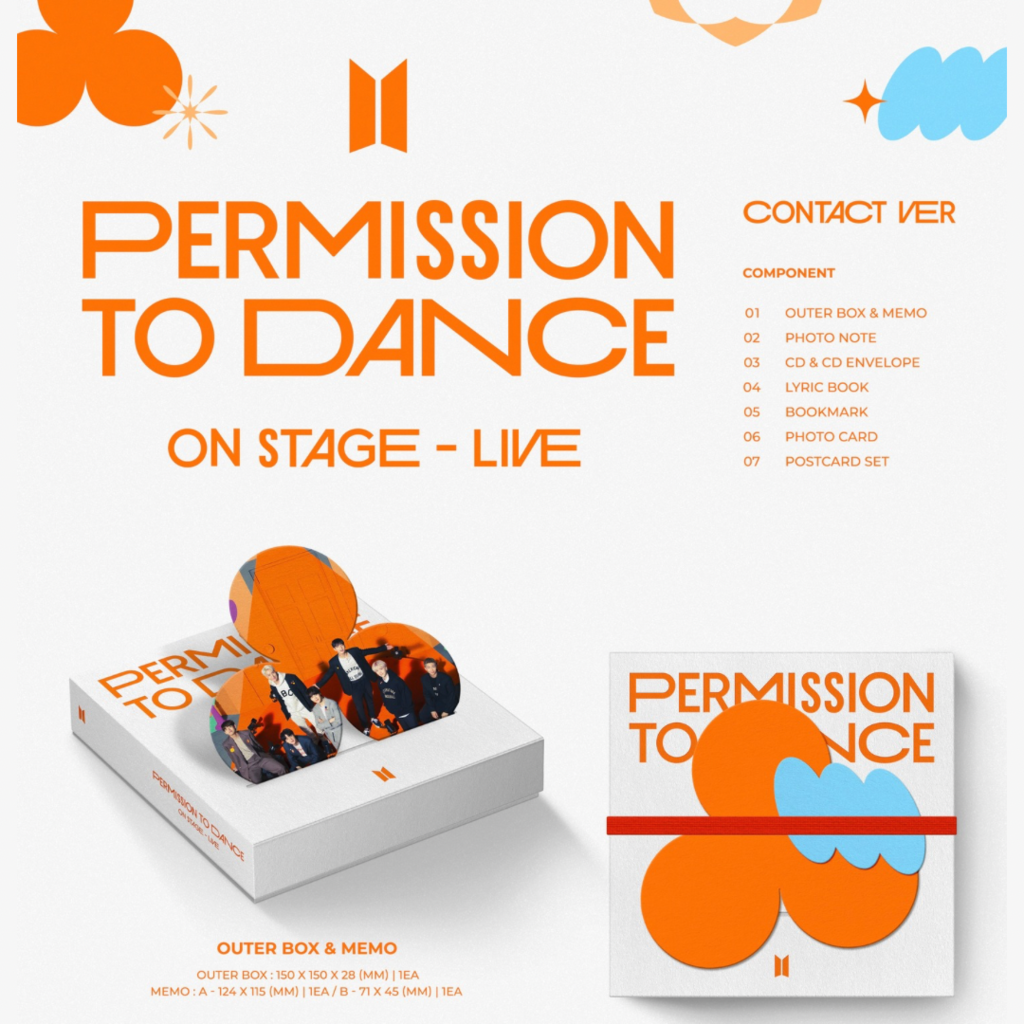 PERMISSION
TO DANCE
ON STAGE - LIVE
CONTACT VER
COMPONENT
01 OUTER BOX & MEMO
02 PHOTO NOTE
03 CD & CD ENVELOPE
04 LYRIC BOOK
05 BOOKMARK
06 PHOTO CARD
07 POSTCARD SET
PERMI
TO D
PERMISSION TO DANCE
ON STAGE - LIVE
PERMISSION
TO NCE
OUTER BOX & MEMO
OUTER BOX : 150 X 150 X 28 (MM) | 1EA
MEMO : A - 124 X 115 (MM) | 1EA / B - 71 X 45 (MM) | 1EA